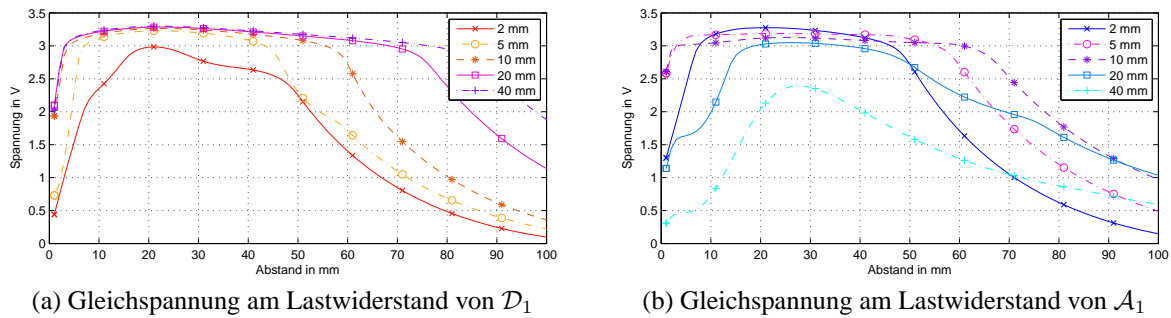 3.5
3
2.5
2
1.5
1
0.5
0
Spannung in V
0 10 20 30 40 50 60 70 80 90 100
Abstand in mm
2 mm
5 mm
10 mm
20 mm
40 mm
(a) Gleichspannung am Lastwiderstand von 𝒟₁
3.5
3
2.5
2
1.5
1
0.5
0
Spannung in V
0 10 20 30 40 50 60 70 80 90 100
Abstand in mm
2 mm
5 mm
10 mm
20 mm
40 mm
(b) Gleichspannung am Lastwiderstand von 𝒜₁